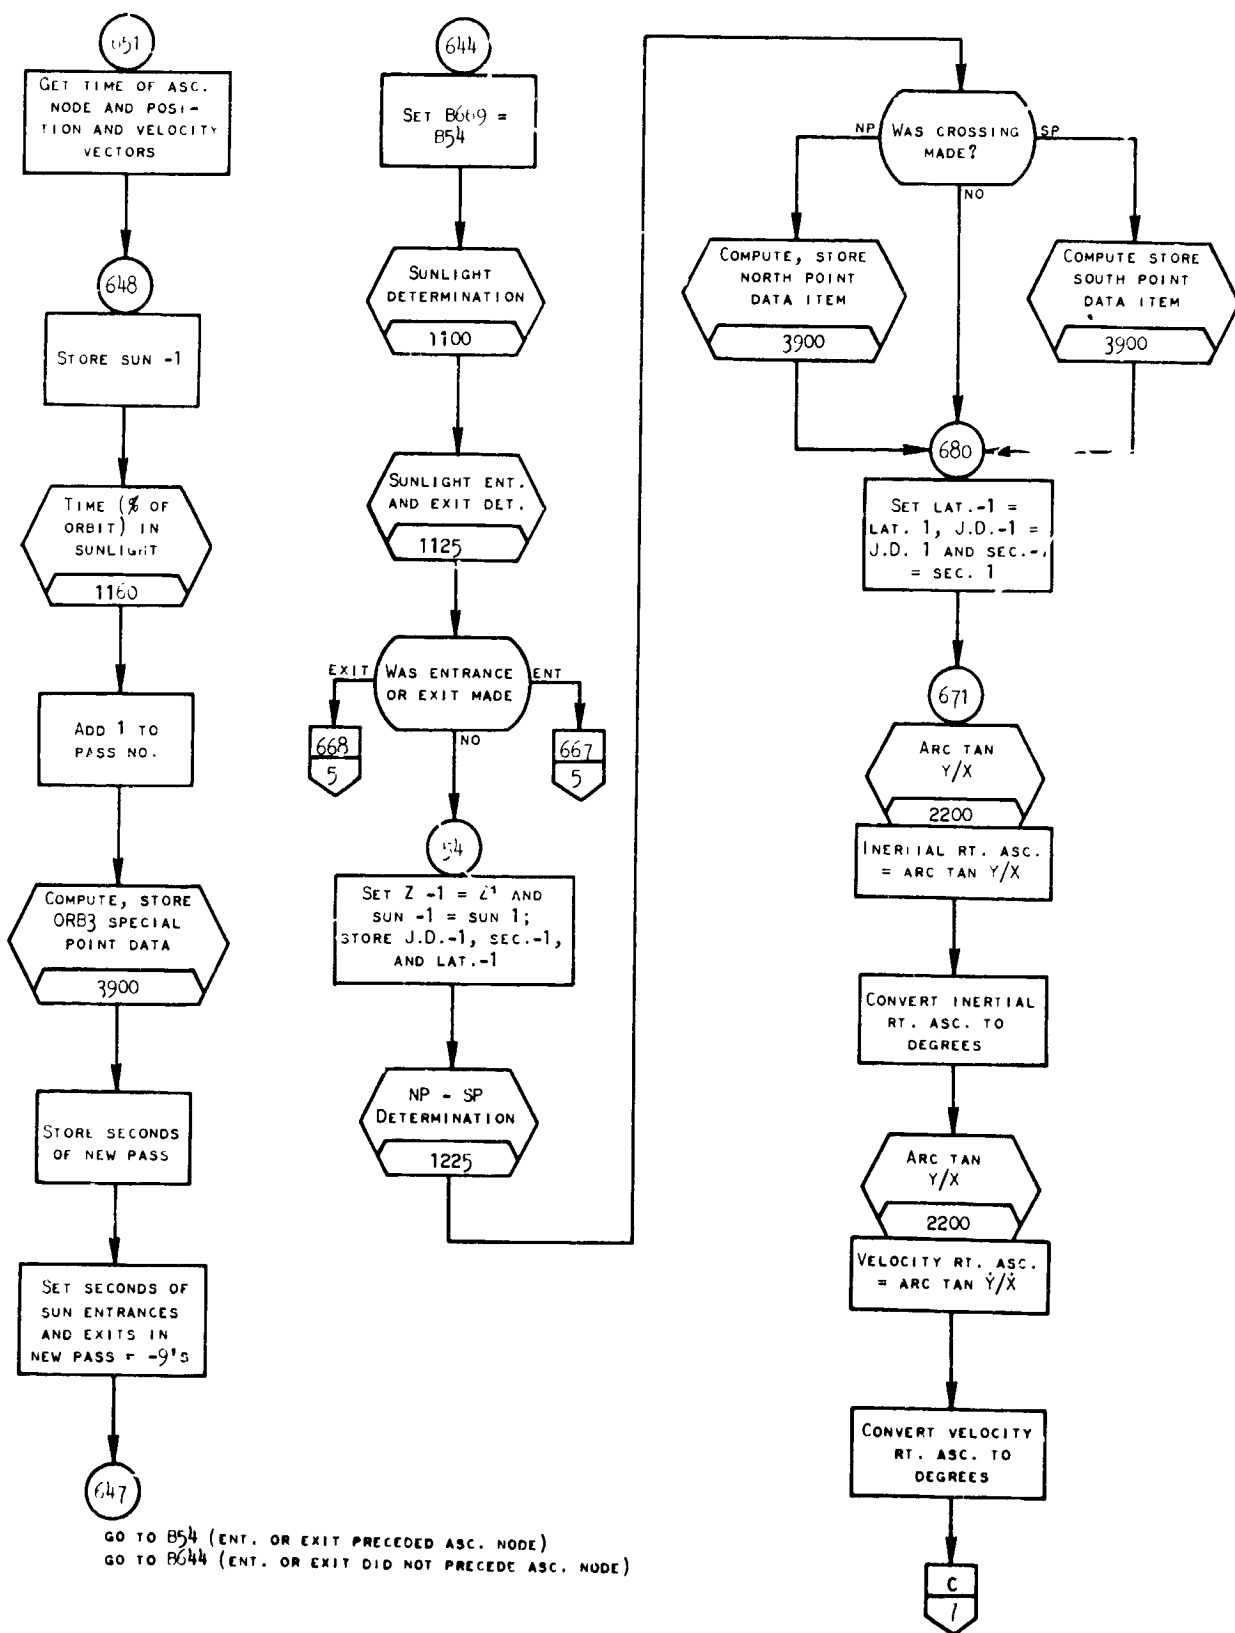 651
GET TIME OF ASC.
NODE AND POSI-
TION AND VELOCITY
VECTORS
648
STORE SUN -1
TIME (% OF
ORBIT) IN
SUNLIGHT
1160
ADD 1 TO
PASS NO.
COMPUTE, STORE
ORB3 SPECIAL
POINT DATA
3900
STORE SECONDS
OF NEW PASS
SET SECONDS OF
SUN ENTRANCES
AND EXITS IN
NEW PASS = -9'S
647
GO TO B54 (ENT. OR EXIT PRECEDED ASC. NODE)
GO TO B644 (ENT. OR EXIT DID NOT PRECEDE ASC. NODE)
644
SET B669 =
B54
SUNLIGHT
DETERMINATION
1100
SUNLIGHT ENT.
AND EXIT DET.
1125
EXIT
WAS ENTRANCE
OR EXIT MADE
ENT
NO
668
5
667
5
54
SET Z -1 = Z1 AND
SUN -1 = SUN 1;
STORE J.D.-1, SEC.-1,
AND LAT.-1
NP - SP
DETERMINATION
1225
NP
WAS CROSSING
MADE?
SP
NO
COMPUTE, STORE
NORTH POINT
DATA ITEM
3900
COMPUTE STORE
SOUTH POINT
DATA ITEM
3900
680
SET LAT.-1 =
LAT. 1, J.D.-1 =
J.D. 1 AND SEC.-
= SEC. 1
671
ARC TAN
Y/X
2200
INERTIAL RT. ASC.
= ARC TAN Y/X
CONVERT INERTIAL
RT. ASC. TO
DEGREES
ARC TAN
Y/X
2200
VELOCITY RT. ASC.
= ARC TAN Ẏ/Ẋ
CONVERT VELOCITY
RT. ASC. TO
DEGREES
C
7